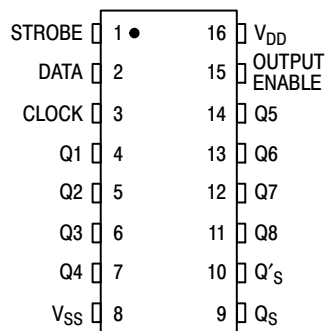 STROBE 1 16 VDD
DATA 2 15 OUTPUT ENABLE
CLOCK 3 14 Q5
Q1 4 13 Q6
Q2 5 12 Q7
Q3 6 11 Q8
Q4 7 10 Q′S
VSS 8 9 QS